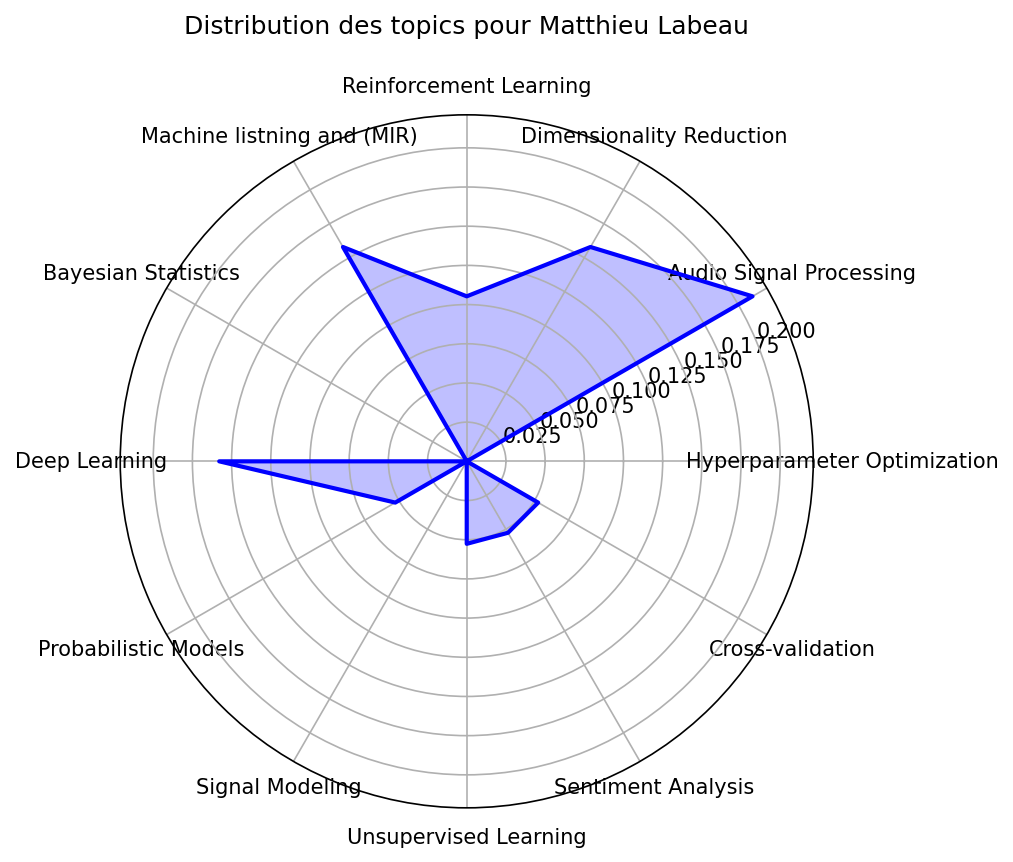 Distribution des topics pour Matthieu Labeau
Reinforcement Learning
Machine listning and (MIR)
Dimensionality Reduction
Bayesian Statistics
Audio Signal Processing
0.200
0.175
0.150
0.125
0.100
0.075
0.050
0.025
Deep Learning
Hyperparameter Optimization
Probabilistic Models
Cross-validation
Signal Modeling
Sentiment Analysis
Unsupervised Learning